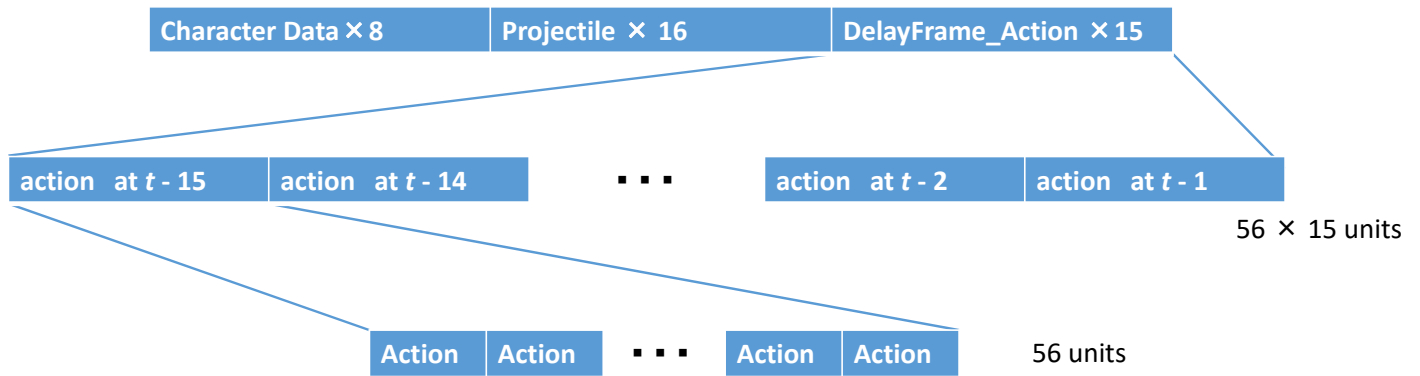 Character Data × 8 Projectile × 16 DelayFrame_Action × 15
action at t - 15 action at t - 14 ··· action at t - 2 action at t - 1
56 × 15 units
Action Action ··· Action Action 56 units